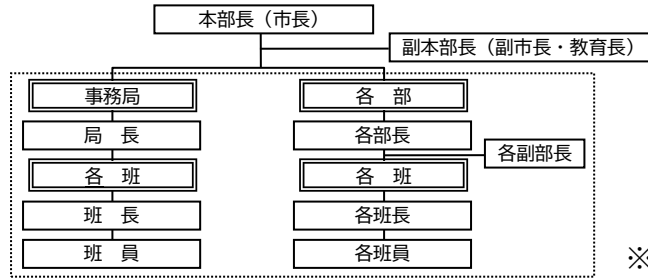 本部長（市長）
副本部長（副市長・教育長）
事務局
各　部
局　長
各部長
各副部長
各　班
各　班
班　長
各班長
班　員
各班員
※